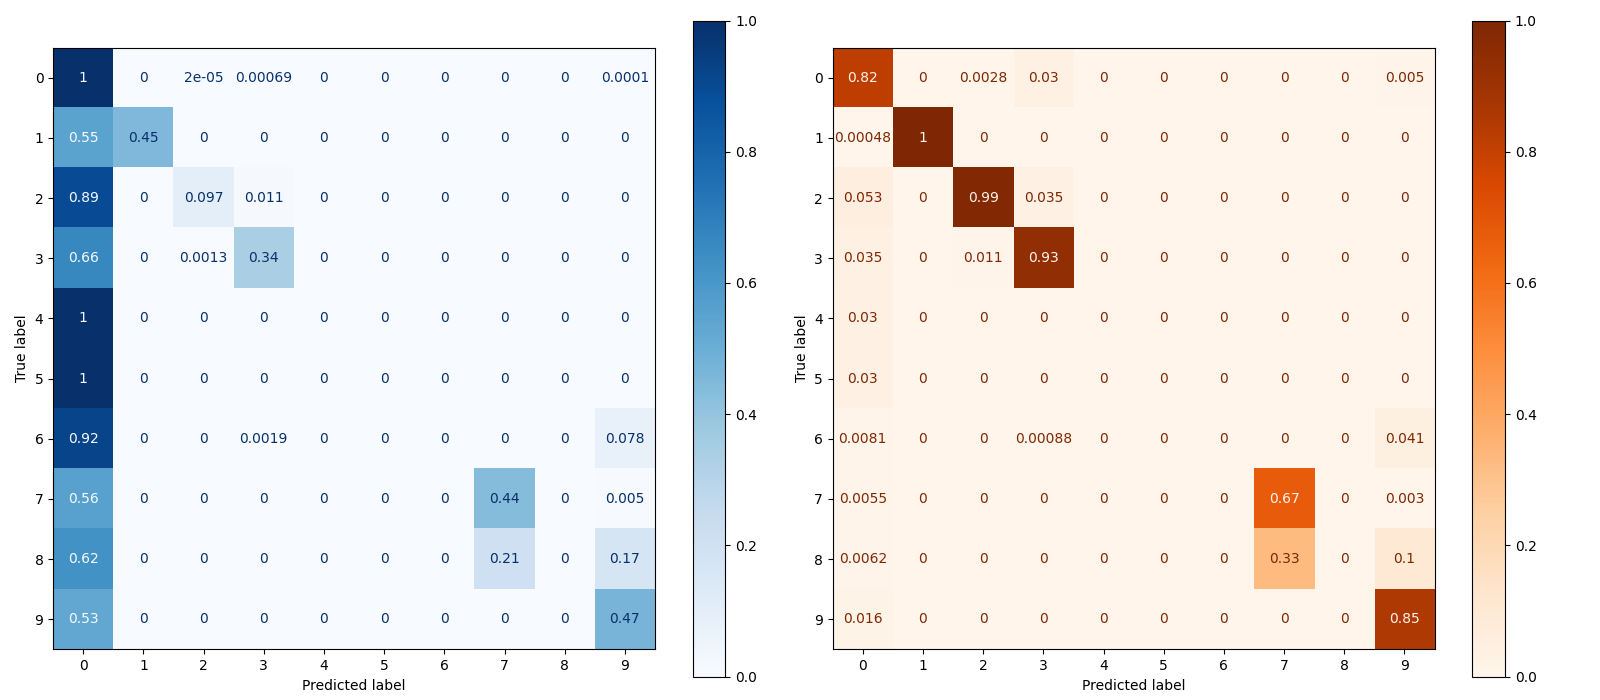 0 1 0 2e-05 0.00069 0 0 0 0 0 0.0001
1 0.55 0.45 0 0 0 0 0 0 0 0
2 0.89 0 0.097 0.011 0 0 0 0 0 0
3 0.66 0 0.0013 0.34 0 0 0 0 0 0
4 1 0 0 0 0 0 0 0 0 0
5 1 0 0 0 0 0 0 0 0 0
6 0.92 0 0 0.0019 0 0 0 0 0 0.078
7 0.56 0 0 0 0 0 0 0.44 0 0.005
8 0.62 0 0 0 0 0 0 0.21 0 0.17
9 0.53 0 0 0 0 0 0 0 0 0.47
0 1 2 3 4 5 6 7 8 9
True label
Predicted label
1.0
0.8
0.6
0.4
0.2
0.0
0 0.82 0 0.0028 0.03 0 0 0 0 0 0.005
1 0.00048 1 0 0 0 0 0 0 0 0
2 0.053 0 0.99 0.035 0 0 0 0 0 0
3 0.035 0 0.011 0.93 0 0 0 0 0 0
4 0.03 0 0 0 0 0 0 0 0 0
5 0.03 0 0 0 0 0 0 0 0 0
6 0.0081 0 0 0.00088 0 0 0 0 0 0.041
7 0.0055 0 0 0 0 0 0 0.67 0 0.003
8 0.0062 0 0 0 0 0 0 0.33 0 0.1
9 0.016 0 0 0 0 0 0 0 0 0.85
0 1 2 3 4 5 6 7 8 9
True label
Predicted label
1.0
0.8
0.6
0.4
0.2
0.0